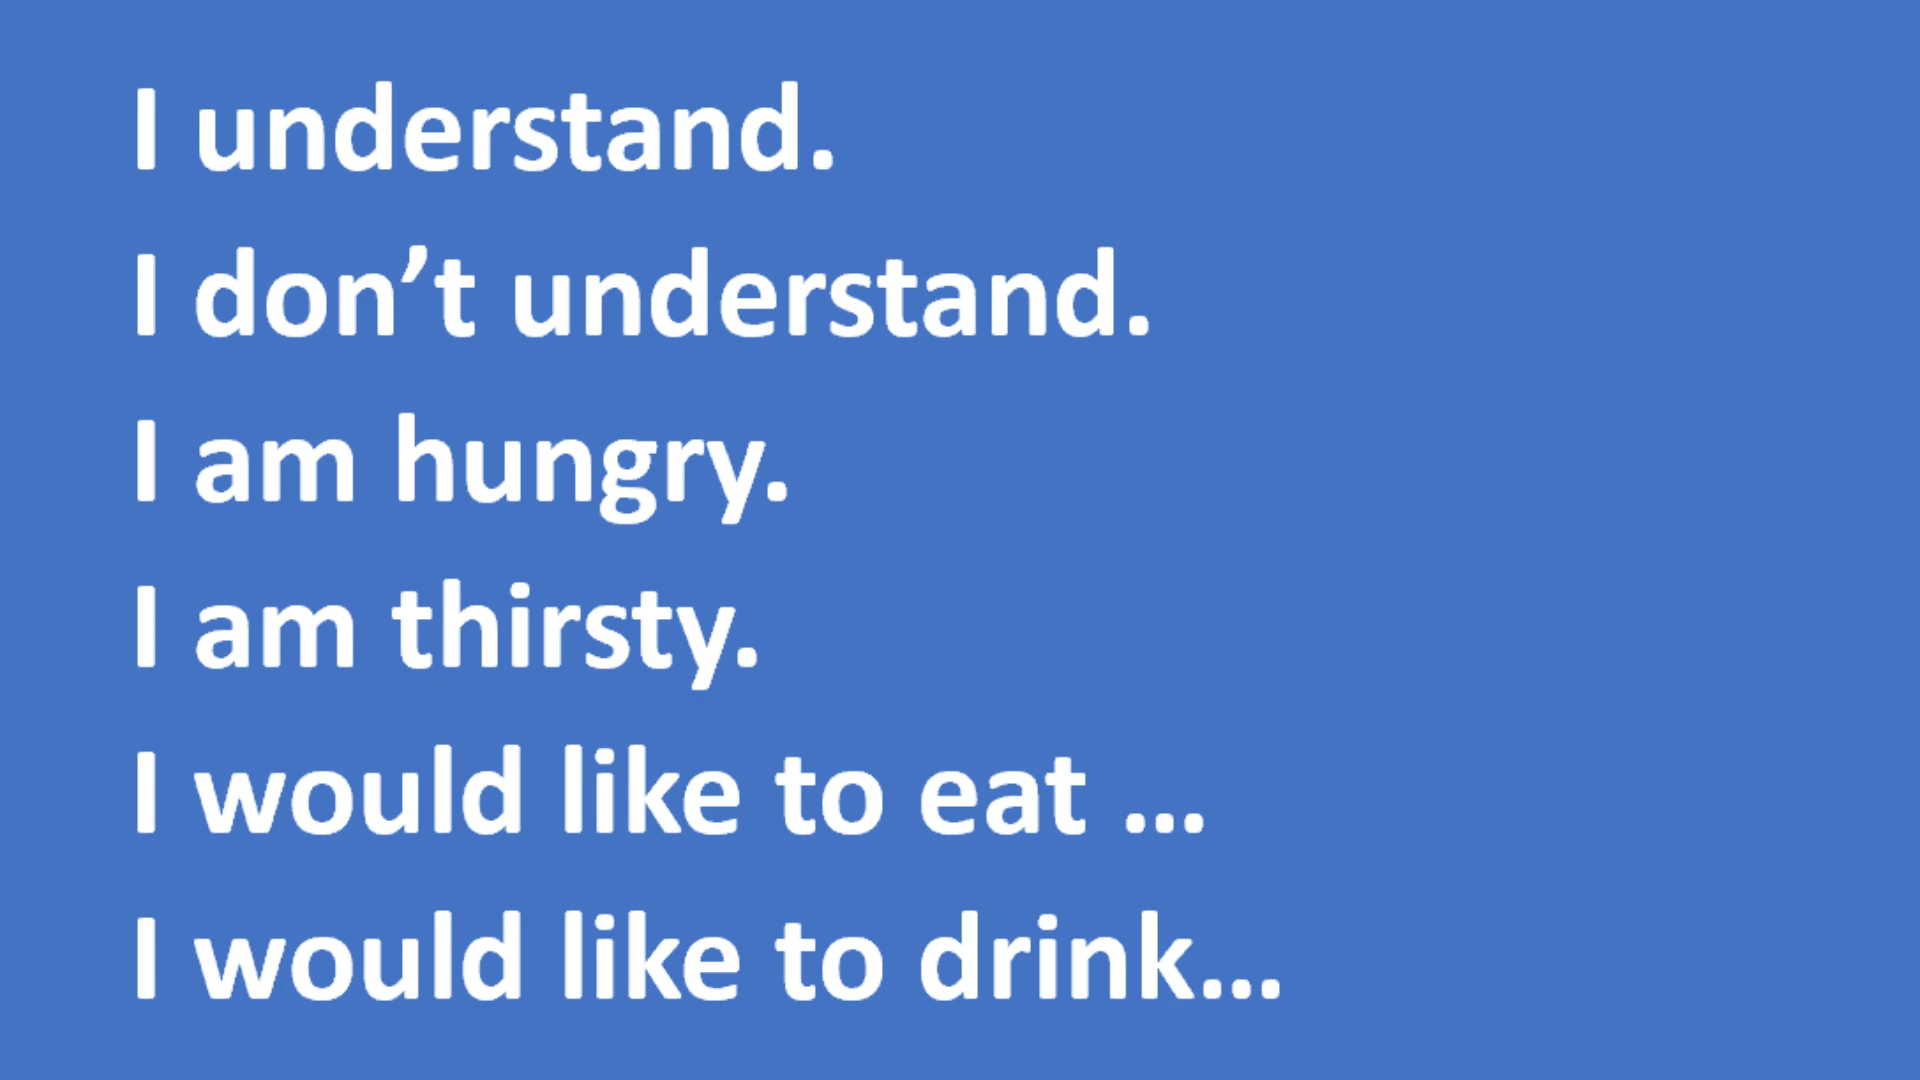 I understand.
I don’t understand.
I am hungry.
I am thirsty.
I would like to eat ...
I would like to drink...